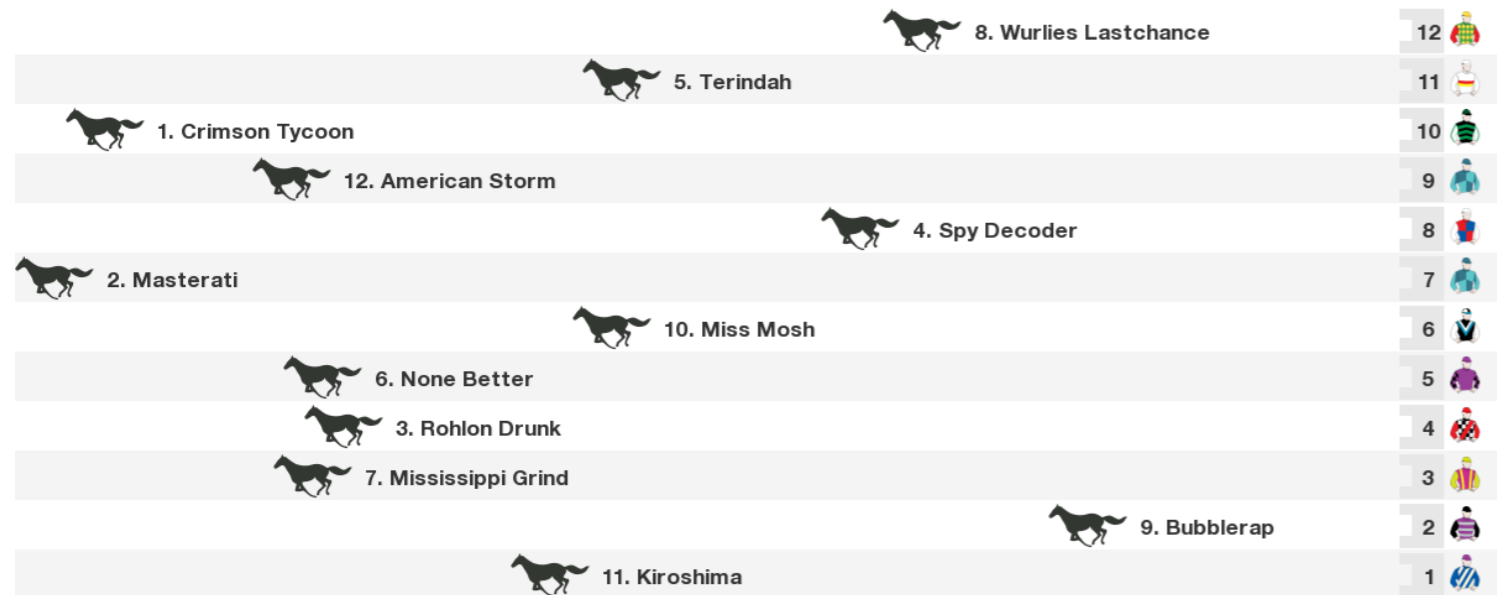 8. Wurlies Lastchance 12
5. Terindah 11
1. Crimson Tycoon 10
12. American Storm 9
4. Spy Decoder 8
2. Masterati 7
10. Miss Mosh 6
6. None Better 5
3. Rohlon Drunk 4
7. Mississippi Grind 3
9. Bubblerap 2
11. Kiroshima 1